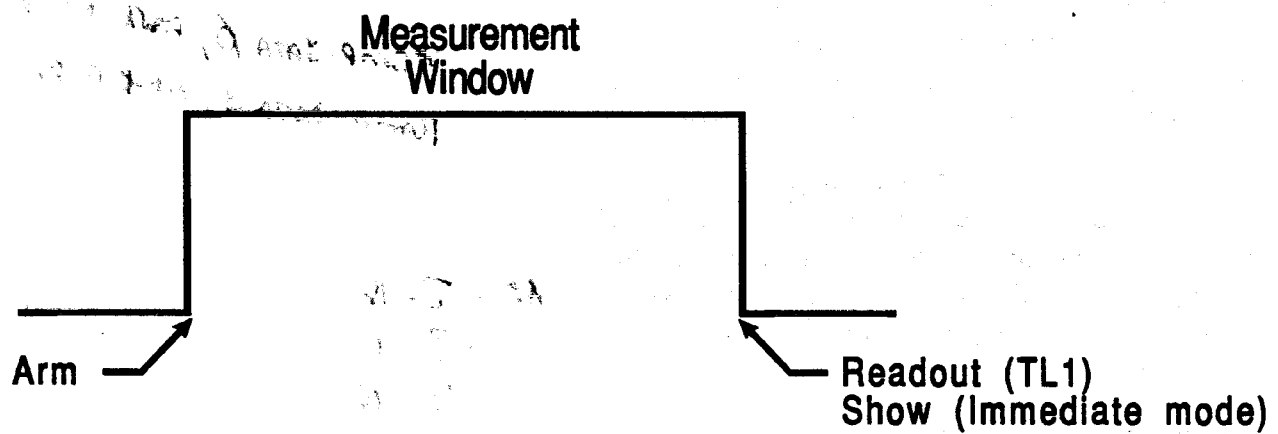 Measurement
Window
Arm
Readout (TL1)
Show (Immediate mode)